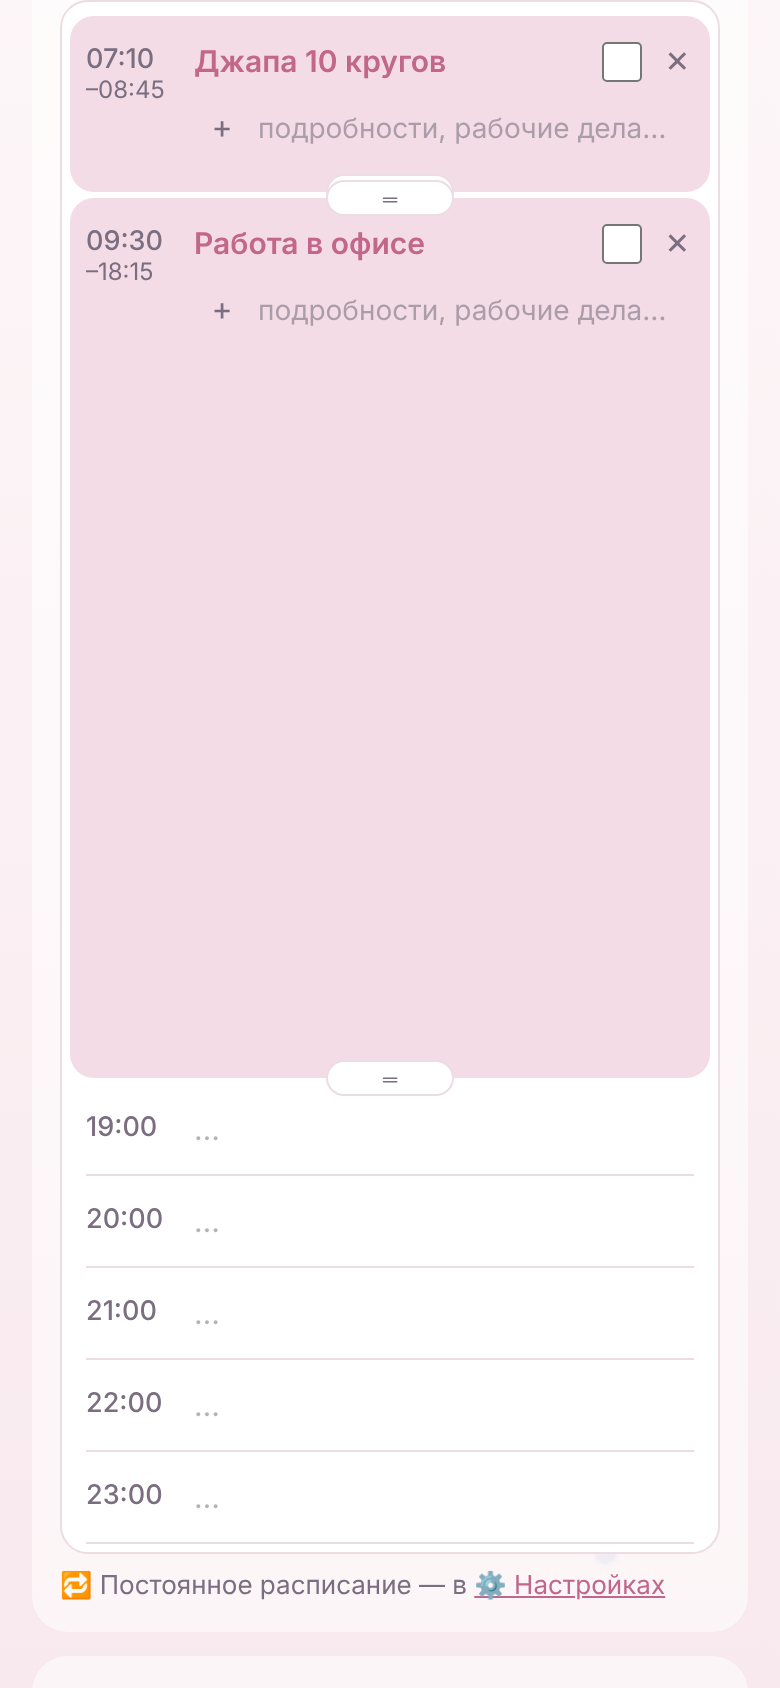 07:10 Джапа 10 кругов ✕
–08:45
+ подробности, рабочие дела...
=
09:30 Работа в офисе ✕
–18:15
+ подробности, рабочие дела...
=
19:00 ...
20:00 ...
21:00 ...
22:00 ...
23:00 ...
🔁 Постоянное расписание — в ⚙️ Настройках